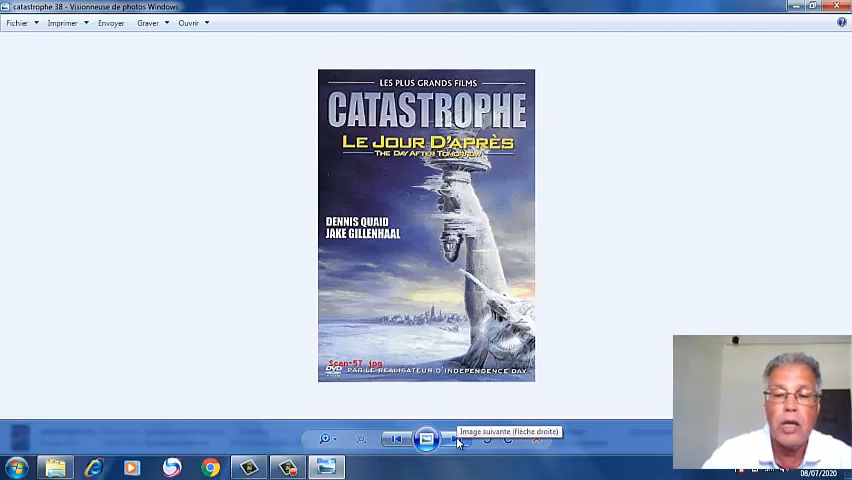 catastrophe 38 - Visionneuse de photos Windows
Fichier Imprimer Envoyer Graver Ouvrir
LES PLUS GRANDS FILMS
CATASTROPHE
LE JOUR D'APRÈS
THE DAY AFTER TOMORROW
DENNIS QUAID
JAKE GILLENHAAL
Scan-57 jpg
DVD
PAR LE RÉALISATEUR D'INDEPENDENCE DAY
Image suivante (flèche droite)
08/07/2020